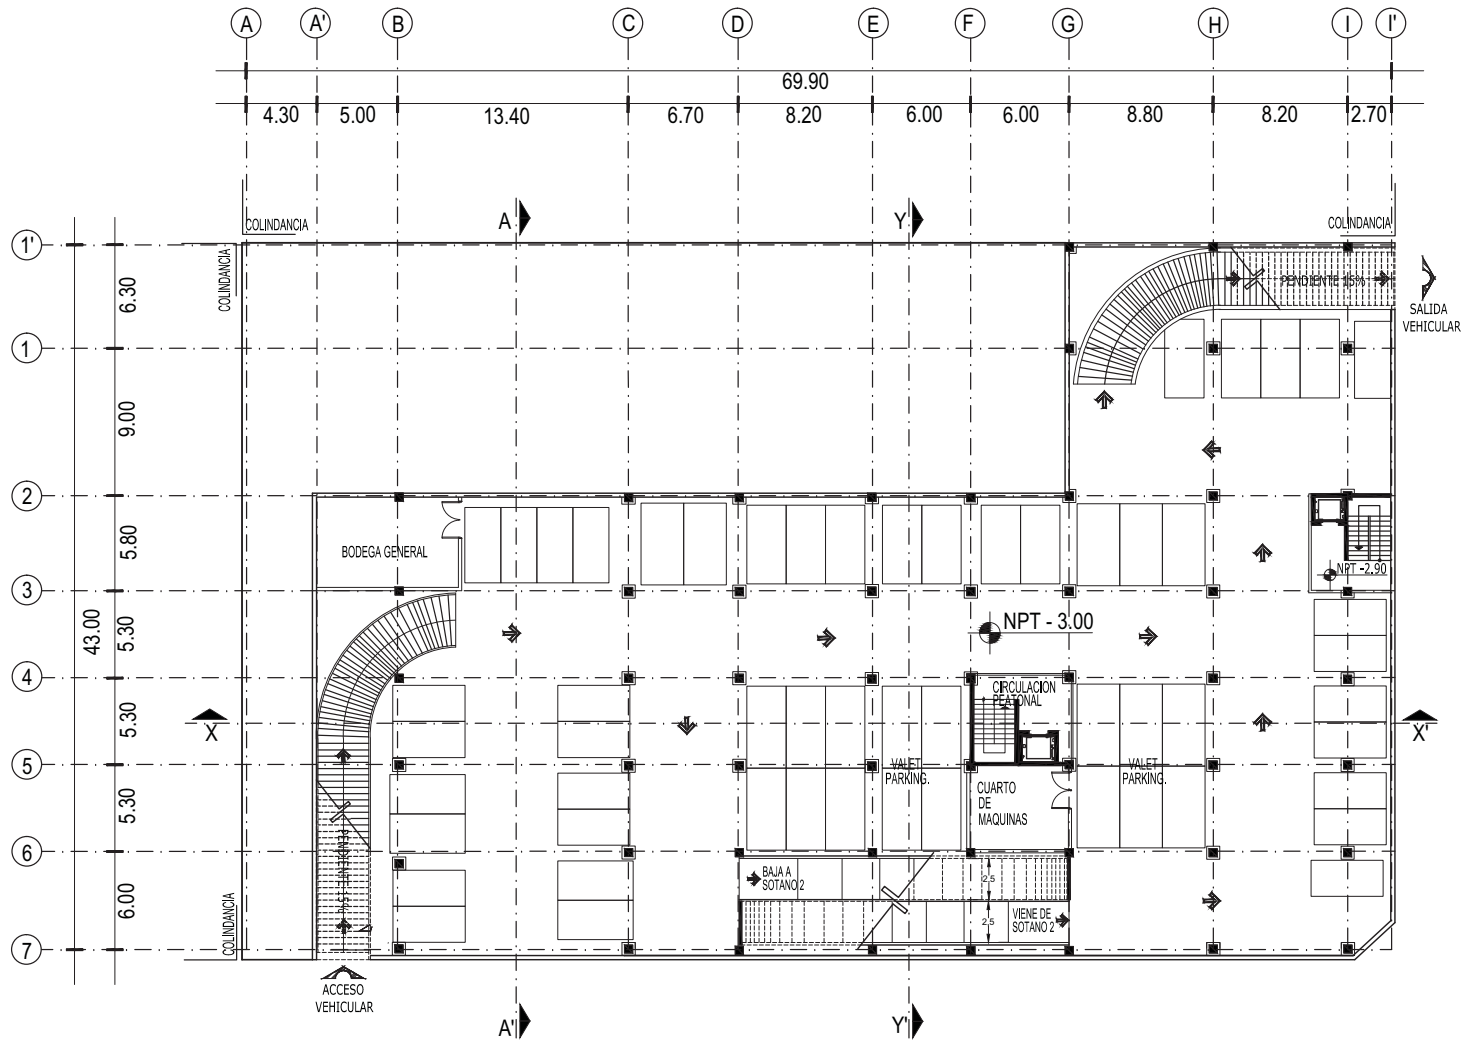 A A' B C D E F G H I I'
69.90
4.30 5.00 13.40 6.70 8.20 6.00 6.00 8.80 8.20 2.70
A Y
COLINDANCIA
COLINDANCIA
COLINDANCIA
1'
6.30
PENDIENTE 15%
SALIDA
VEHICULAR
1
9.00
2
5.80
BODEGA GENERAL
NPT -2.90
3
43.00
5.30
NPT - 3.00
4
CIRCULACION
PEATONAL
5.30
X X'
5
VALET
PARKING.
VALET
PARKING.
CUARTO
DE
MAQUINAS
5.30
PENDIENTE 15%
6
BAJA A
SOTANO 2
2.5
6.00
2.5
VIENE DE
SOTANO 2
COLINDANCIA
7
ACCESO
VEHICULAR
A' Y'